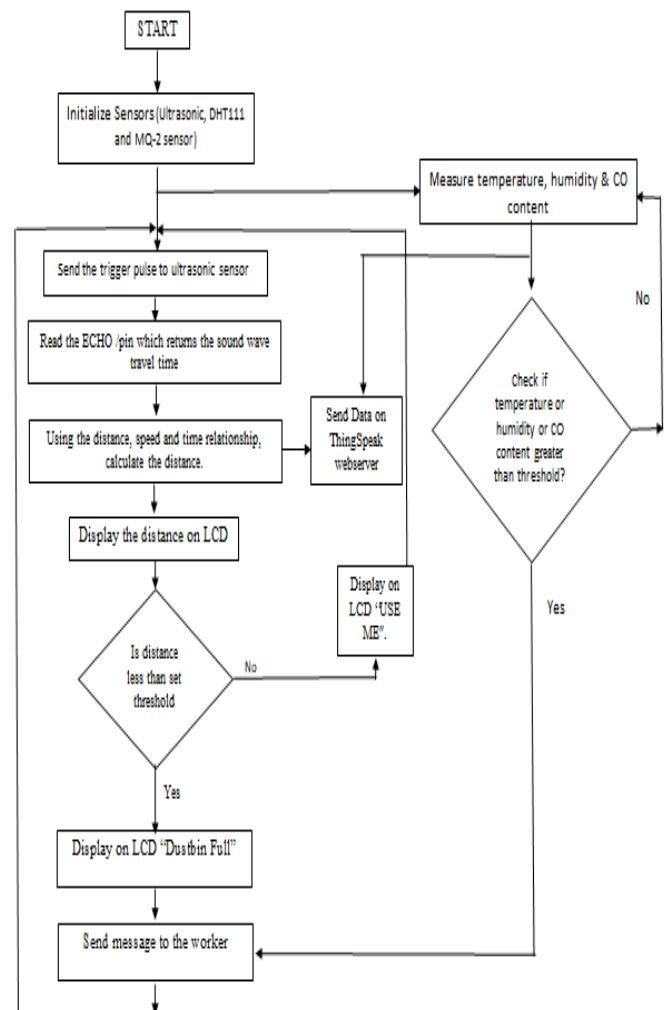 START
Initialize Sensors(Ultrasonic, DHT111
and MQ-2 sensor)
Measure temperature, humidity & CO
content
Send the trigger pulse to ultrasonic sensor
No
Read the ECHO /pin which returns the sound wave
travel time
Check if
temperature or
humidity or CO
content greater
than threshold?
Send Data on
ThingSpeak
webserver
Using the distance, speed and time relationship,
calculate the distance.
Display the distance on LCD
Display on
LCD “USE
ME”.
Yes
Is distance
less than set
threshold
No
Yes
Display on LCD “Dustbin Full”
Send message to the worker